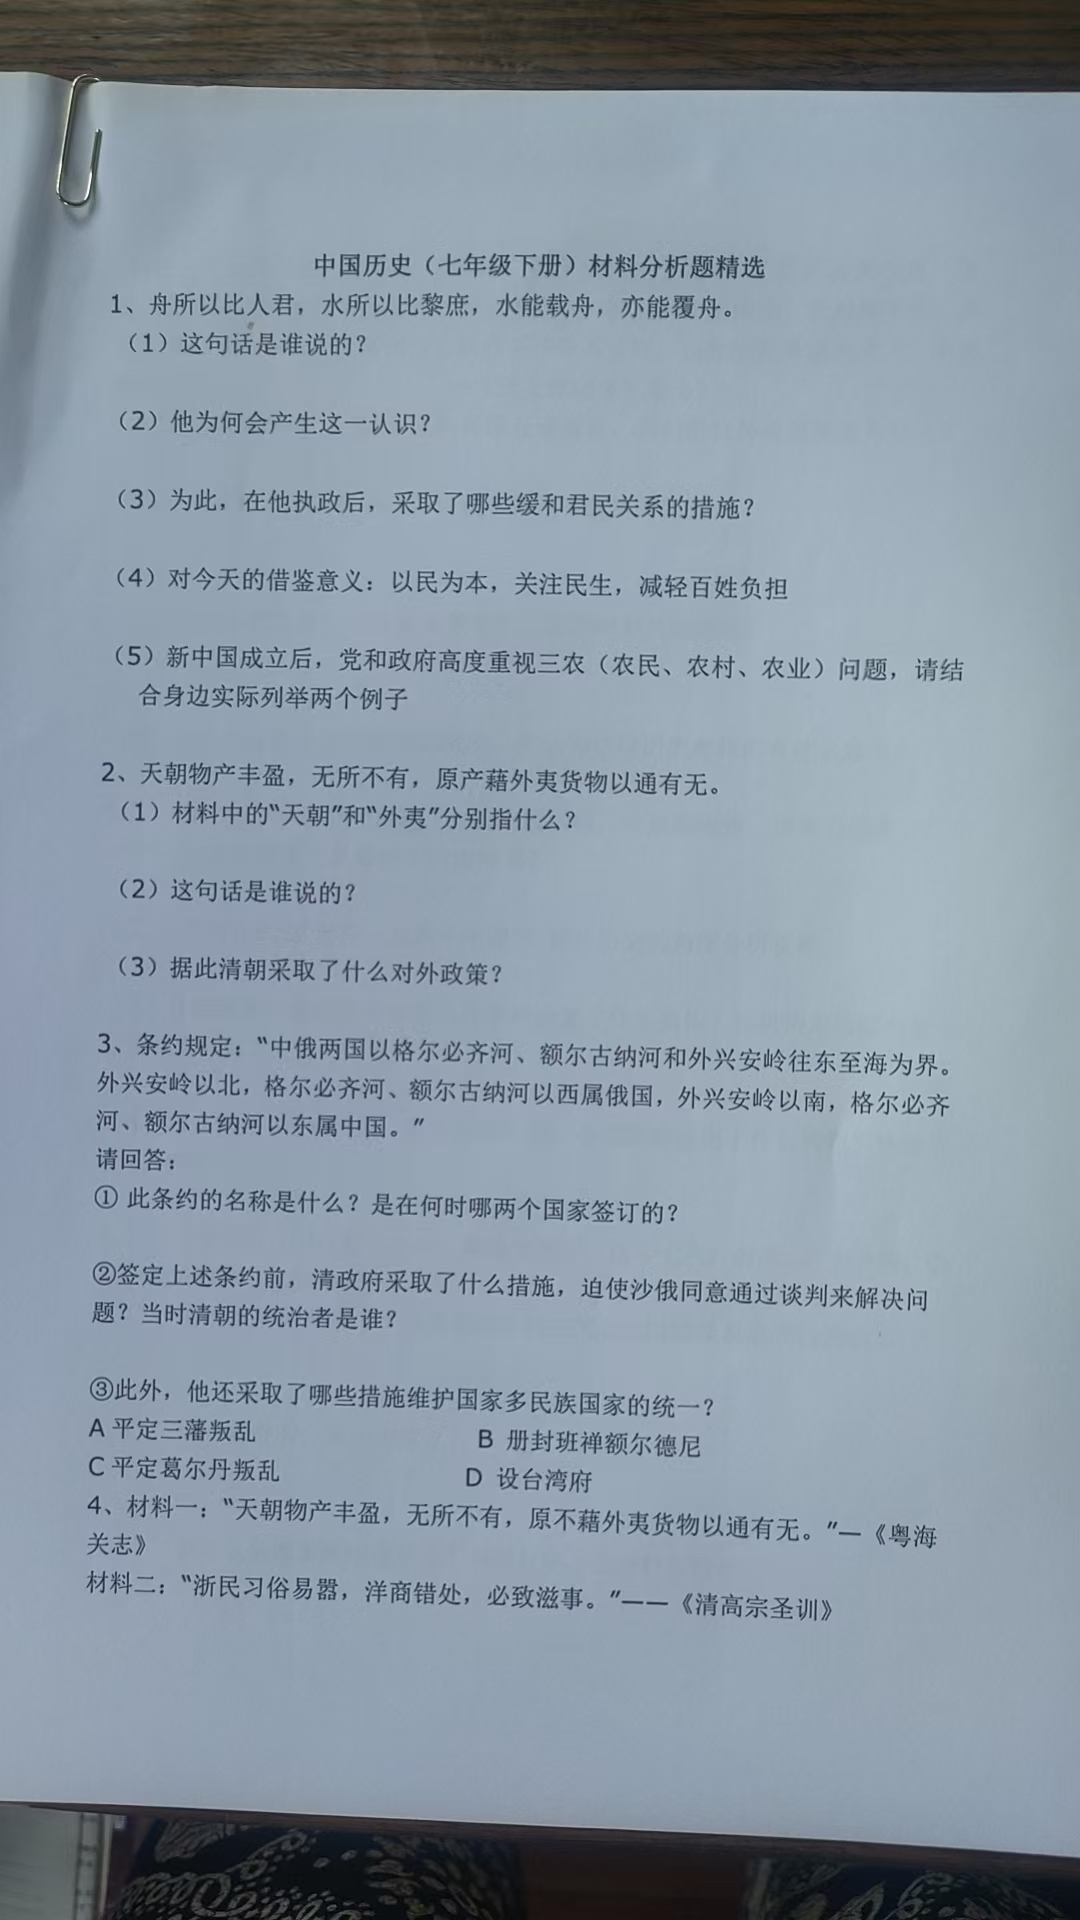 中国历史（七年级下册）材料分析题精选
1、舟所以比人君，水所以比黎庶，水能载舟，亦能覆舟。
（1）这句话是谁说的？
（2）他为何会产生这一认识？
（3）为此，在他执政后，采取了哪些缓和君民关系的措施？
（4）对今天的借鉴意义：以民为本，关注民生，减轻百姓负担
（5）新中国成立后，党和政府高度重视三农（农民、农村、农业）问题，请结
合身边实际列举两个例子
2、天朝物产丰盈，无所不有，原产藉外夷货物以通有无。
（1）材料中的“天朝”和“外夷”分别指什么？
（2）这句话是谁说的？
（3）据此清朝采取了什么对外政策？
3、条约规定：“中俄两国以格尔必齐河、额尔古纳河和外兴安岭往东至海为界。
外兴安岭以北，格尔必齐河、额尔古纳河以西属俄国，外兴安岭以南，格尔必齐
河、额尔古纳河以东属中国。”
请回答：
① 此条约的名称是什么？是在何时哪两个国家签订的？
②签定上述条约前，清政府采取了什么措施，迫使沙俄同意通过谈判来解决问
题？当时清朝的统治者是谁？
③此外，他还采取了哪些措施维护国家多民族国家的统一？
A 平定三藩叛乱 B 册封班禅额尔德尼
C 平定葛尔丹叛乱 D 设台湾府
4、材料一：“天朝物产丰盈，无所不有，原不藉外夷货物以通有无。”—《粤海
关志》
材料二：“浙民习俗易嚣，洋商错处，必致滋事。”——《清高宗圣训》